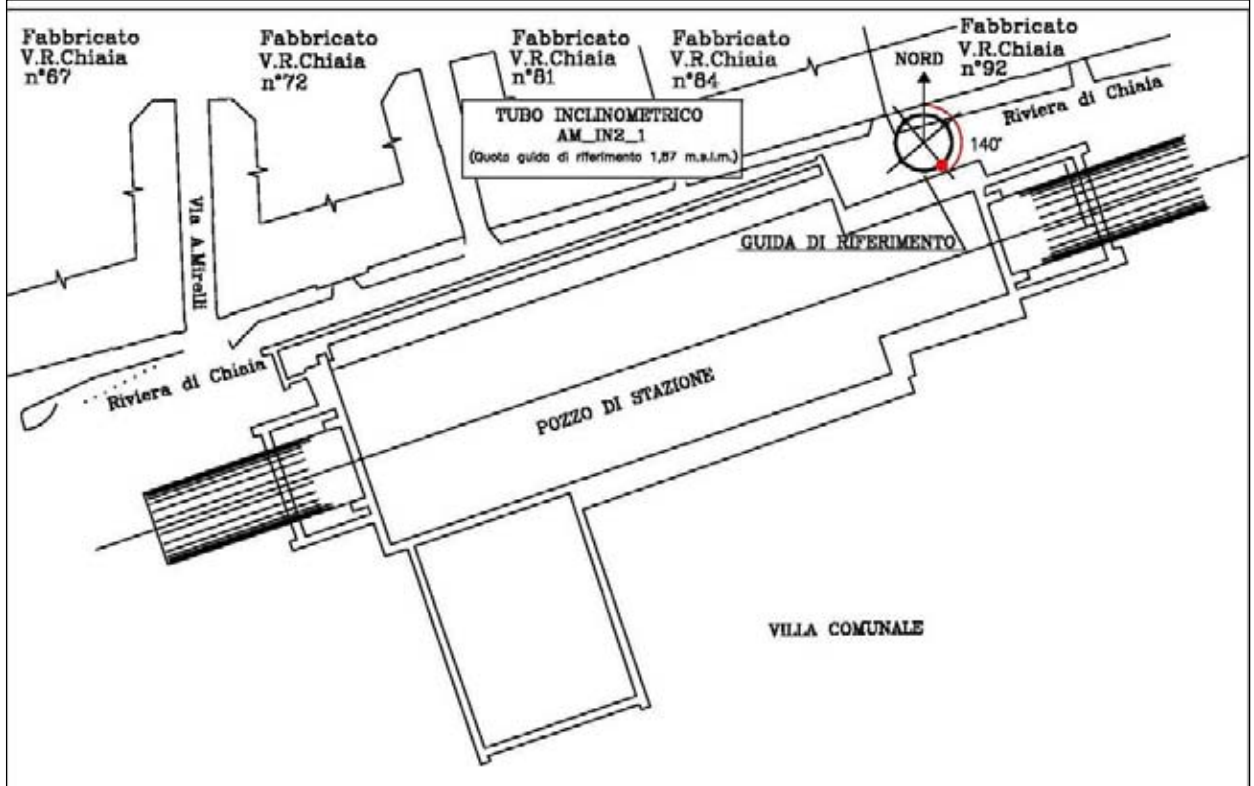 Fabbricato
V.R.Chiaia
n°67
Fabbricato
V.R.Chiaia
n°72
Fabbricato
V.R.Chiaia
n°81
Fabbricato
V.R.Chiaia
n°84
Fabbricato
V.R.Chiaia
n°92
NORD
140°
Riviera di Chiaia
TUBO INCLINOMETRICO
AM_IN2_1
(Quota guida di riferimento 1,87 m.s.l.m.)
Via A.Mirelli
GUIDA DI RIFERIMENTO
Riviera di Chiaia
POZZO DI STAZIONE
VILLA COMUNALE